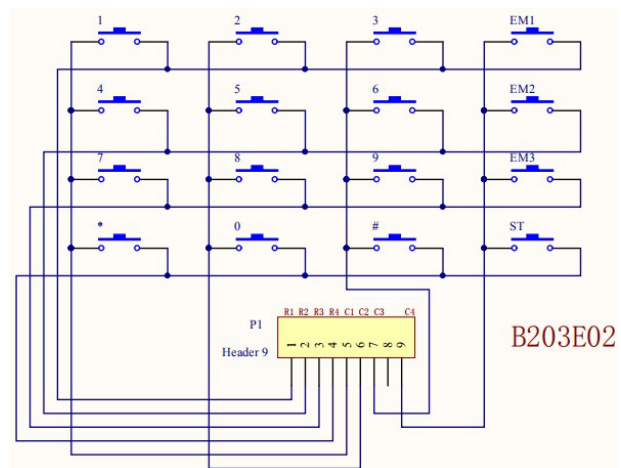 1 2 3 EM1
4 5 6 EM2
7 8 9 EM3
* 0 # ST
R1 R2 R3 R4 C1 C2 C3 C4
P1
Header 9
1 2 3 4 5 6 7 8 9
B203E02